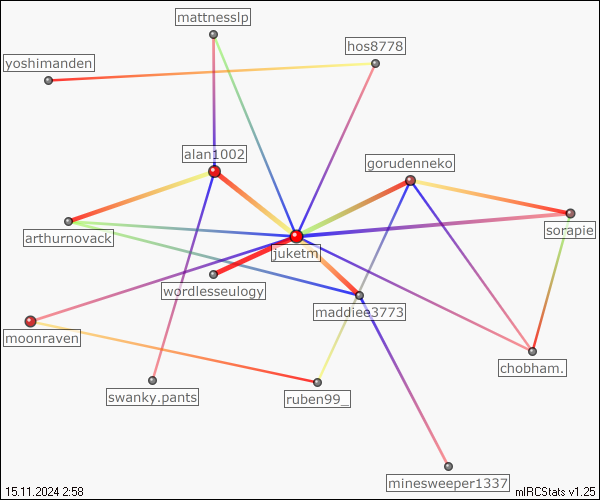 mattnesslp
hos8778
yoshimanden
alan1002
gorudenneko
sorapie
arthurnovack
juketm
wordlesseulogy
maddiee3773
moonraven
chobham.
swanky.pants
ruben99_
minesweeper1337
15.11.2024 2:58
mIRCStats v1.25